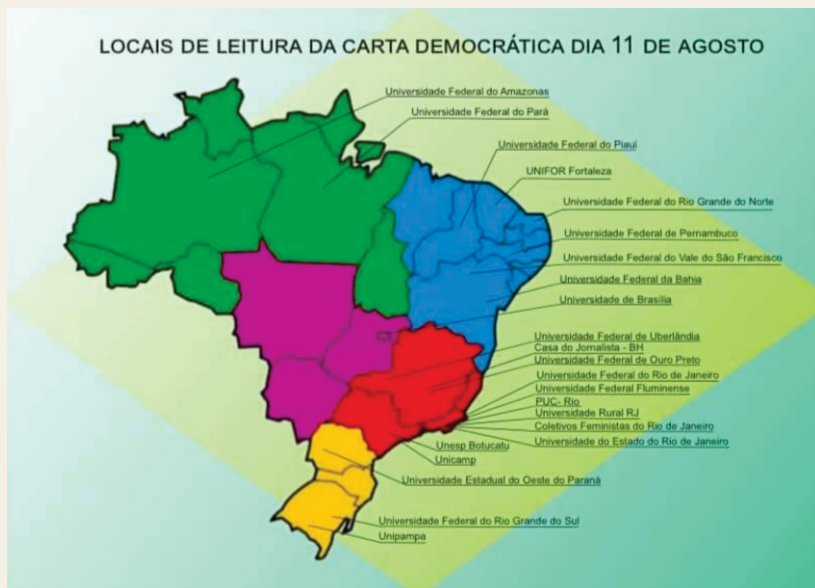 LOCAIS DE LEITURA DA CARTA DEMOCRÁTICA DIA 11 DE AGOSTO
Universidade Federal do Amazonas
Universidade Federal do Pará
Universidade Federal do Piauí
UNIFOR Fortaleza
Universidade Federal do Rio Grande do Norte
Universidade Federal de Pernambuco
Universidade Federal do Vale do São Francisco
Universidade Federal da Bahia
Universidade de Brasília
Universidade Federal de Uberlândia
Casa do Jornalista - BH
Universidade Federal de Ouro Preto
Universidade Federal do Rio de Janeiro
Universidade Federal Fluminense
PUC- Rio
Universidade Rural RJ
Coletivos Feministas do Rio de Janeiro
Universidade do Estado do Rio de Janeiro
Unesp Botucatu
Unicamp
Universidade Estadual do Oeste do Paraná
Universidade Federal do Rio Grande do Sul
Unipampa